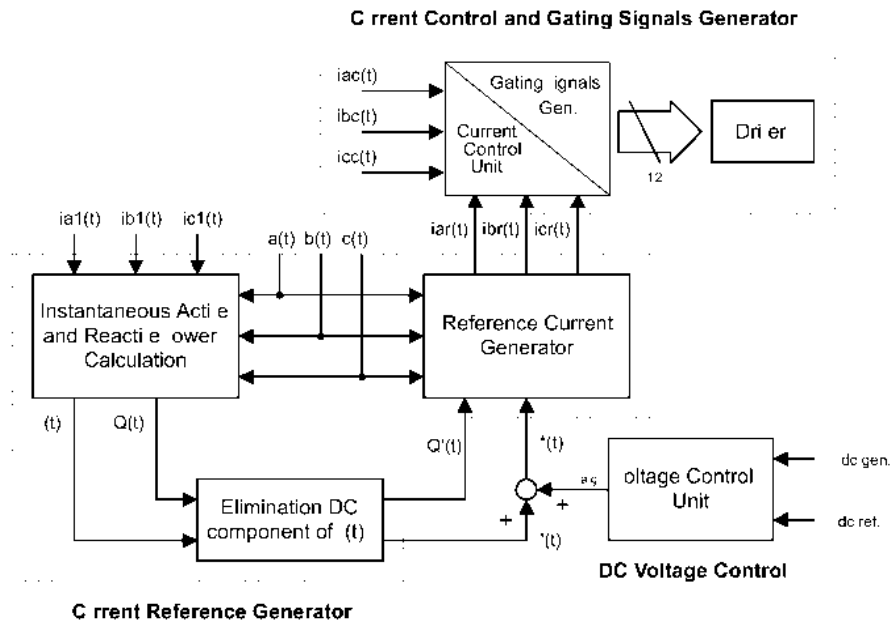 C rrent Control and Gating Signals Generator
iac(t)
ibc(t)
icc(t)
Gating ignals
Gen.
Current
Control
Unit
12
Dri er
iar(t) ibr(t) icr(t)
ia1(t) ib1(t) ic1(t)
a(t) b(t) c(t)
Instantaneous Acti e
and Reacti e ower
Calculation
Reference Current
Generator
(t) Q(t)
Q'(t)
*(t)
Elimination DC
component of (t)
+
+
'(t)
oltage Control
Unit
dc gen.
dc ref.
DC Voltage Control
C rrent Reference Generator